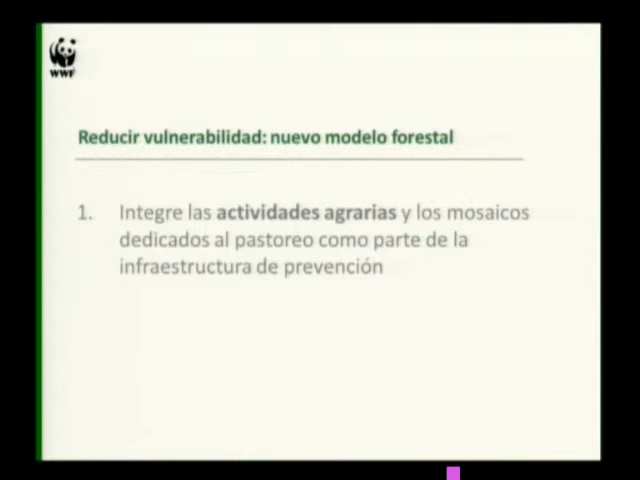 WWF
Reducir vulnerabilidad: nuevo modelo forestal
1. Integre las actividades agrarias y los mosaicos
dedicados al pastoreo como parte de la
infraestructura de prevención